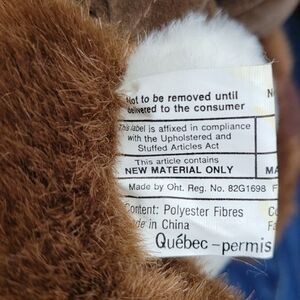 Not to be removed until
delivered to the consumer
This label is affixed in compliance
with the Upholstered and
Stuffed Articles Act
This article contains
NEW MATERIAL ONLY
Made by Ont. Reg. No. 82G1698
Content: Polyester Fibres
Made in China
Québec-permis